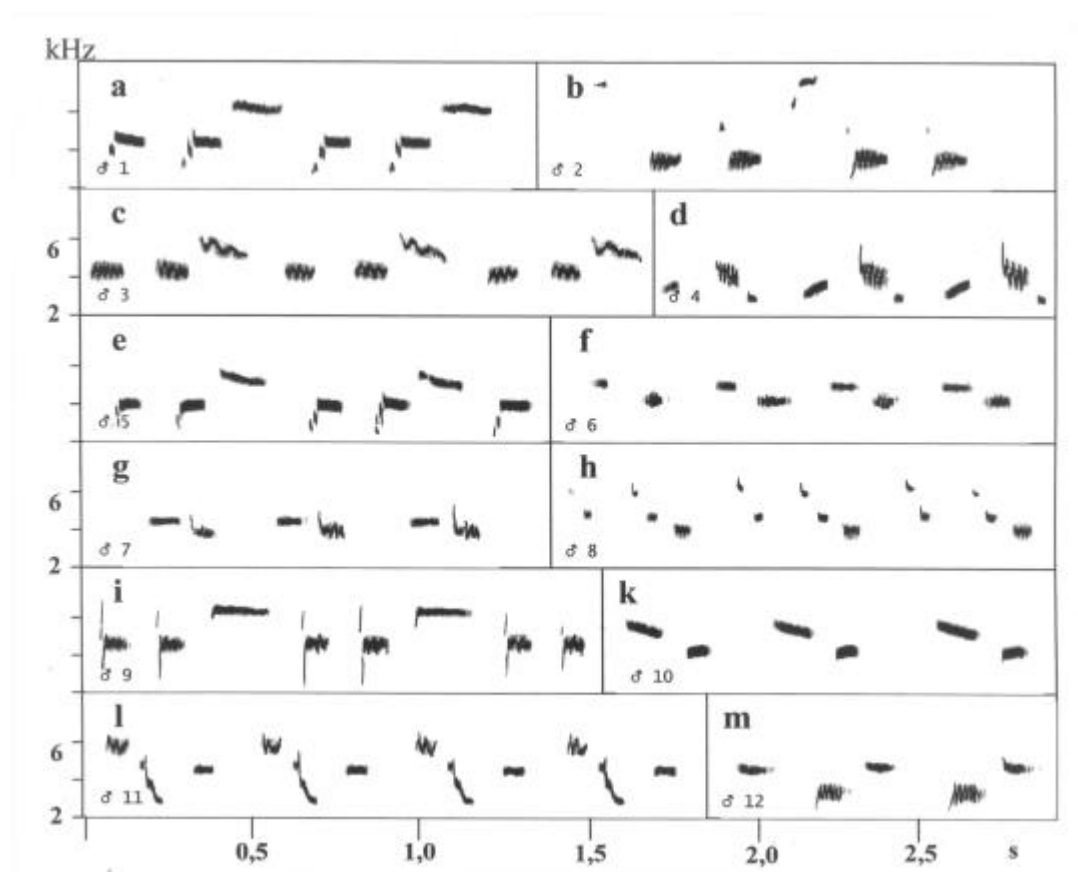 kHz
a b
♂ 1 ♂ 2
c d
6
♂ 3 ♂ 4
2
e f
♂ 5 ♂ 6
g h
6
♂ 7 ♂ 8
2
i k
♂ 9 ♂ 10
l m
6
♂ 11 ♂ 12
2
0,5 1,0 1,5 2,0 2,5 s